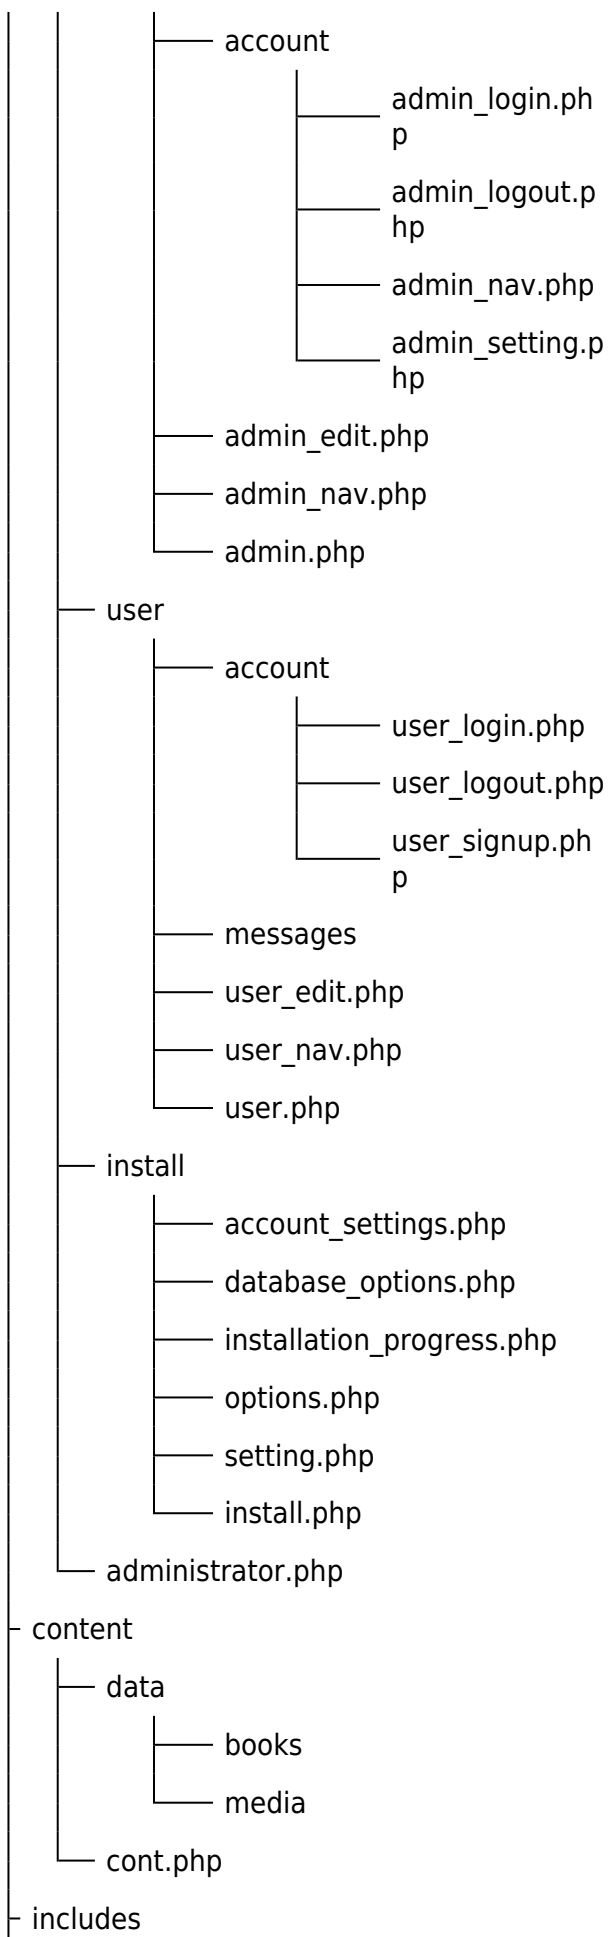 account
admin_login.ph
p
admin_logout.p
hp
admin_nav.php
admin_setting.p
hp
admin_edit.php
admin_nav.php
admin.php
user
account
user_login.php
user_logout.php
user_signup.ph
p
messages
user_edit.php
user_nav.php
user.php
install
account_settings.php
database_options.php
installation_progress.php
options.php
setting.php
install.php
administrator.php
content
data
books
media
cont.php
includes